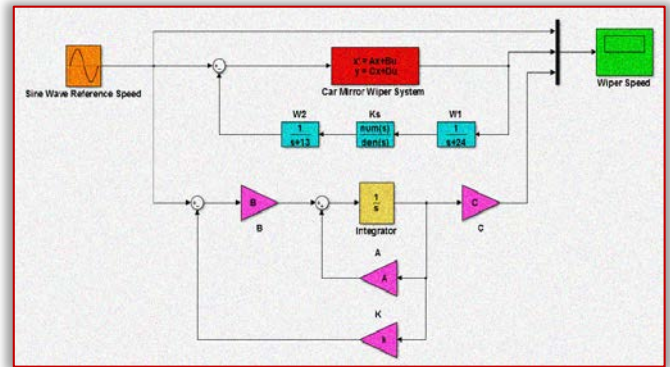 x' = Ax+Bu
y = Cx+Du
Sine Wave Reference Speed
Car Mirror Wiper System
Wiper Speed
W2
Ks
W1
1
s+13
num(s)
den(s)
1
s+24
B
1
s
C
Integrator
B
C
A
A
K
k